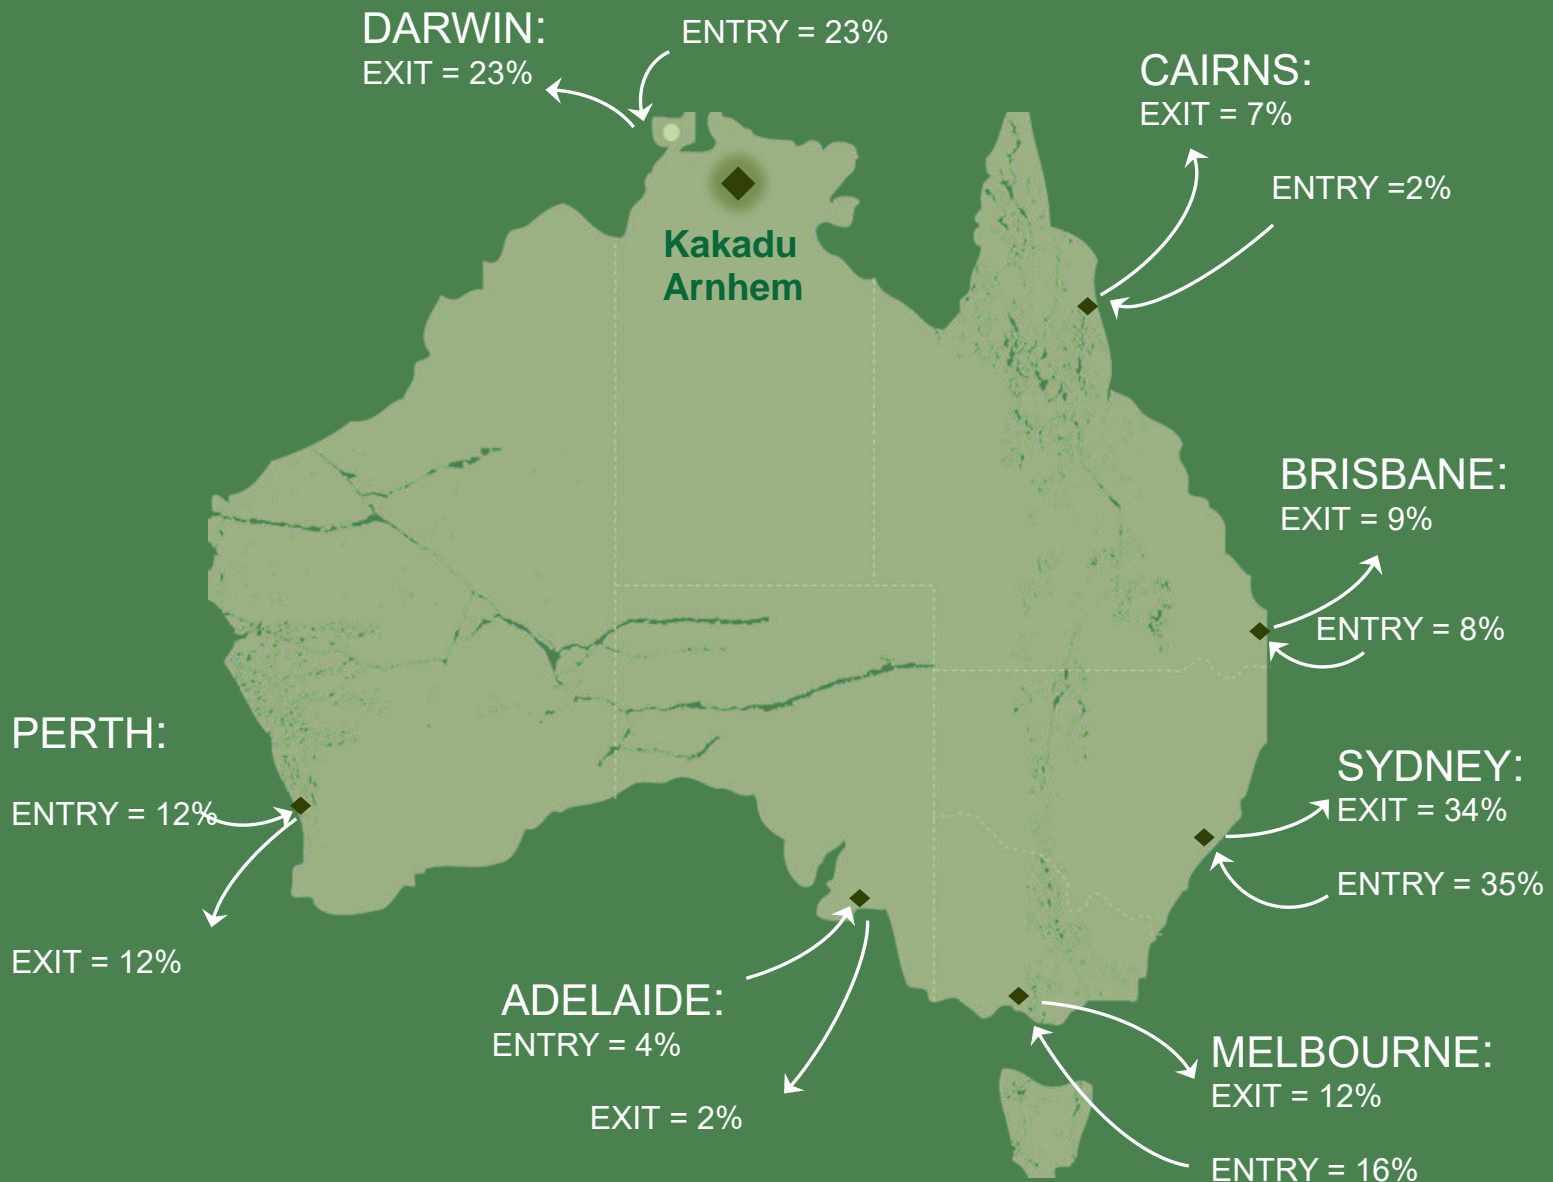 DARWIN:
EXIT = 23%
ENTRY = 23%
CAIRNS:
EXIT = 7%
ENTRY =2%
Kakadu
Arnhem
BRISBANE:
EXIT = 9%
ENTRY = 8%
PERTH:
ENTRY = 12%
EXIT = 12%
SYDNEY:
EXIT = 34%
ENTRY = 35%
ADELAIDE:
ENTRY = 4%
EXIT = 2%
MELBOURNE:
EXIT = 12%
ENTRY = 16%